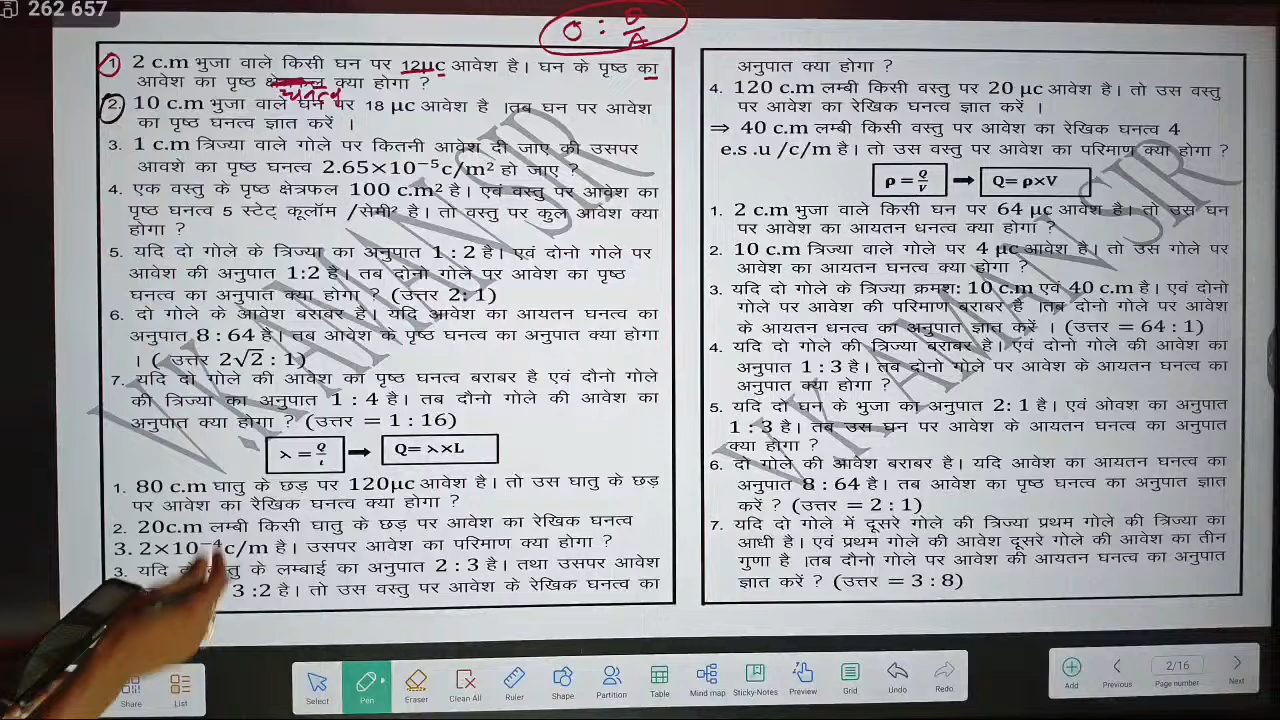 262 657
σ : Q/A
① 2 c.m भुजा वाले किसी घन पर 12μc आवेश है। घन के पृष्ठ का
आवेश का पृष्ठ घनत्व क्या होगा ?
2. 10 c.m भुजा वाले घन पर 18 μc आवेश है ।तब घन पर आवेश
का पृष्ठ घनत्व ज्ञात करें ।
3. 1 c.m त्रिज्या वाले गोले पर कितनी आवेश दी जाए की उसपर
आवशे का पृष्ठ घनत्व 2.65×10⁻⁵c/m² हो जाए ?
4. एक वस्तु के पृष्ठ क्षेत्रफल 100 c.m² है। एवं वस्तु पर आवेश का
पृष्ठ घनत्व 5 स्टेट् कूलॉम /सेमी² है। तो वस्तु पर कुल आवेश क्या
होगा ?
5. यदि दो गोले के त्रिज्या का अनुपात 1 : 2 है। एवं दोनो गोले पर
आवेश की अनुपात 1:2 है। तब दोनो गोले पर आवेश का पृष्ठ
घनत्व का अनुपात क्या होगा ? (उत्तर 2: 1)
6. दो गोले के आवेश बराबर है। यदि आवेश का आयतन घनत्व का
अनुपात 8 : 64 है। तब आवेश के पृष्ठ घनत्व का अनुपात क्या होगा
। ( उत्तर 2√2 : 1)
7. यदि दो गोले की आवेश का पृष्ठ घनत्व बराबर है एवं दौनो गोले
की त्रिज्या का अनुपात 1 : 4 है। तब दौनो गोले की आवेश का
अनुपात क्या होगा ? (उत्तर = 1 : 16)
λ = Q/L → Q= λ×L
1. 80 c.m घातु के छड़ पर 120μc आवेश है। तो उस घातु के छड़
पर आवेश का रैखिक घनत्व क्या होगा ?
2. 20c.m लम्बी किसी घातु के छड़ पर आवेश का रेखिक घनत्व
3. 2×10⁻⁴c/m है। उसपर आवेश का परिमाण क्या होगा ?
3. यदि दो धातु के लम्बाई का अनुपात 2 : 3 है। तथा उसपर आवेश
3 :2 है। तो उस वस्तु पर आवेश के रेखिक घनत्व का
अनुपात क्या होगा ?
4. 120 c.m लम्बी किसी वस्तु पर 20 μc आवेश है। तो उस वस्तु
पर आवेश का रेखिक घनत्व ज्ञात करें ।
⇒ 40 c.m लम्बी किसी वस्तु पर आवेश का रेखिक घनत्व 4
e.s .u /c/m है। तो उस वस्तु पर आवेश का परिमाण क्या होगा ?
ρ = Q/V → Q= ρ×V
1. 2 c.m भुजा वाले किसी घन पर 64 μc आवेश है। तो उस घन
पर आवेश का आयतन धनत्व क्या होगा ?
2. 10 c.m त्रिज्या वाले गोले पर 4 μc आवेश है। तो उस गोले पर
आवेश का आयतन घनत्व क्या होगा ?
3. यदि दो गोले के त्रिज्या क्रमश: 10 c.m एवं 40 c.m है। एवं दोनो
गोले पर आवेश की परिमाण बराबर है ।तब दोनो गोले पर आवेश
के आयतन धनत्व का अनुपात ज्ञात करें । (उत्तर = 64 : 1)
4. यदि दो गोले की त्रिज्या बराबर है। एवं दोनो गोले की आवेश का
अनुपात 1 : 3 है। तब दोनो गोले पर आवेश के आयतन घनत्व का
अनुपात क्या होगा ?
5. यदि दो घन के भुजा का अनुपात 2: 1 है। एवं ओवश का अनुपात
1 : 3 है। तब उस घन पर आवेश के आयतन घनत्व का अनुपात
क्या होगा ?
6. दो गोले की आवेश बराबर है। यदि आवेश का आयतन घनत्व का
अनुपात 8 : 64 है। तब आवेश का पृष्ठ घनत्व का अनुपात ज्ञात
करें ? (उत्तर = 2 : 1)
7. यदि दो गोले में दूसरे गोले की त्रिज्या प्रथम गोले की त्रिज्या का
आधी है। एवं प्रथम गोले की आवेश दूसरे गोले की आवेश का तीन
गुणा है ।तब दौनो गोले पर आवेश की आयतन घनत्व का अनुपात
ज्ञात करें ? (उत्तर = 3 : 8)
V.K AMAN SIR
V.K AMAN SIR
Share List Select Pen Eraser Clean All Ruler Shape Partition Table Mind map Sticky-Notes Preview Grid Undo Redo Add Previous 2/16 Page number Next